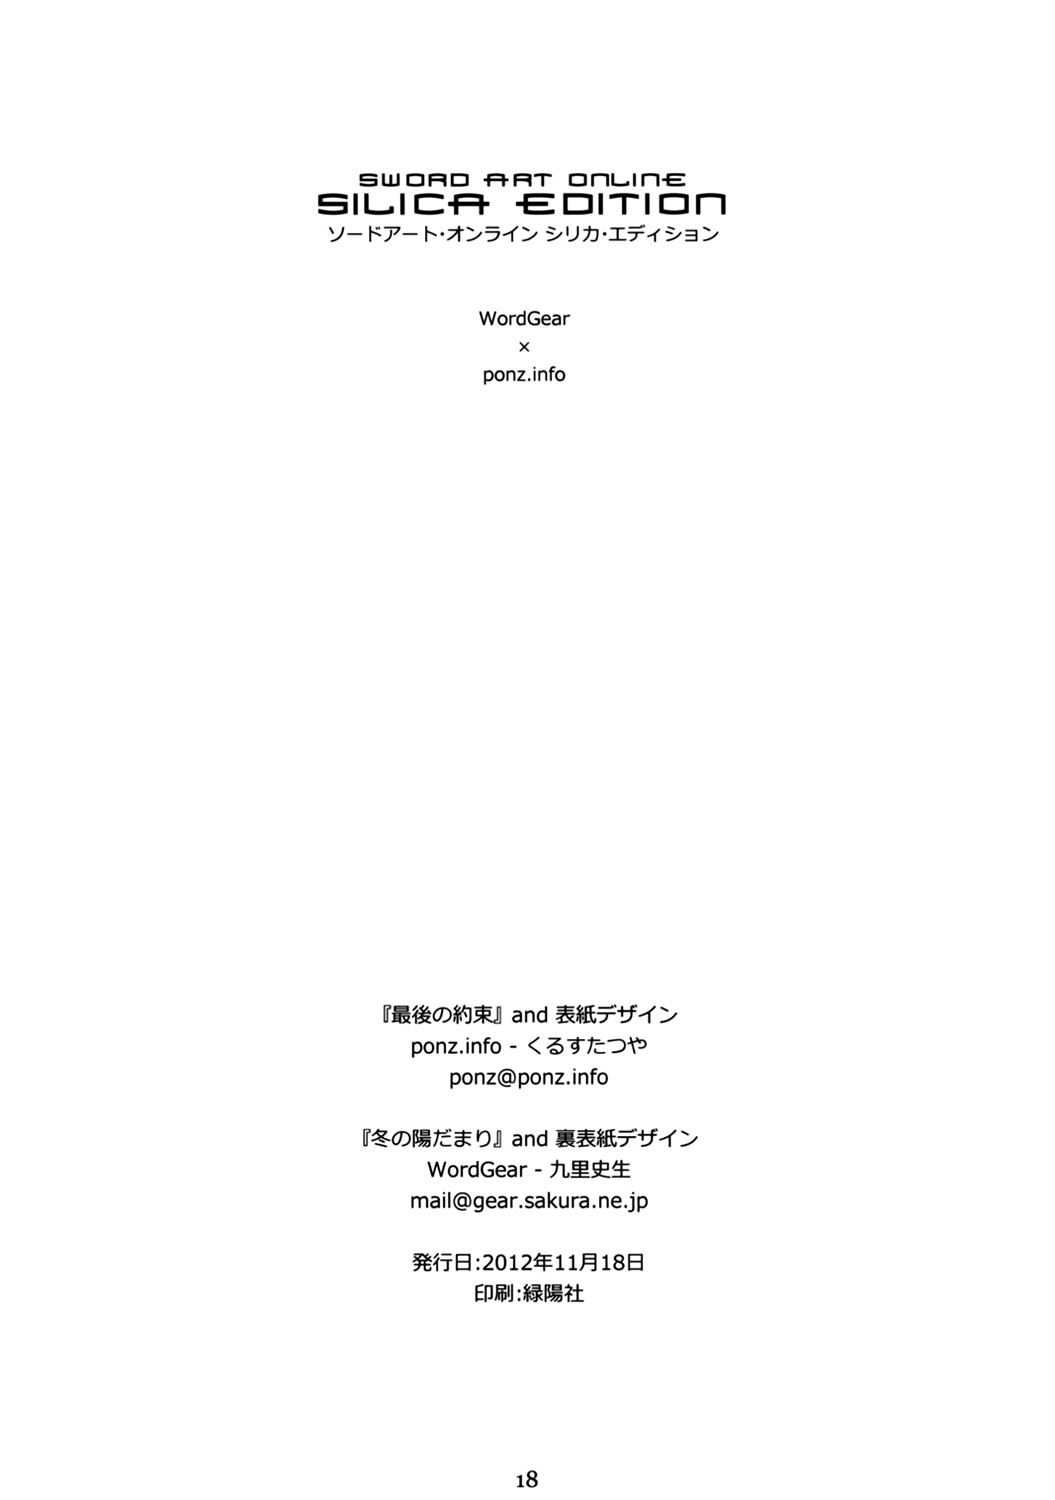 SWORD ART ONLINE
SILICA EDITION
ソードアート・オンライン シリカ・エディション
WordGear
×
ponz.info
『最後の約束』 and 表紙デザイン
ponz.info - くるすたつや
ponz@ponz.info
『冬の陽だまり』 and 裏表紙デザイン
WordGear - 九里史生
mail@gear.sakura.ne.jp
発行日:2012年11月18日
印刷:緑陽社
18